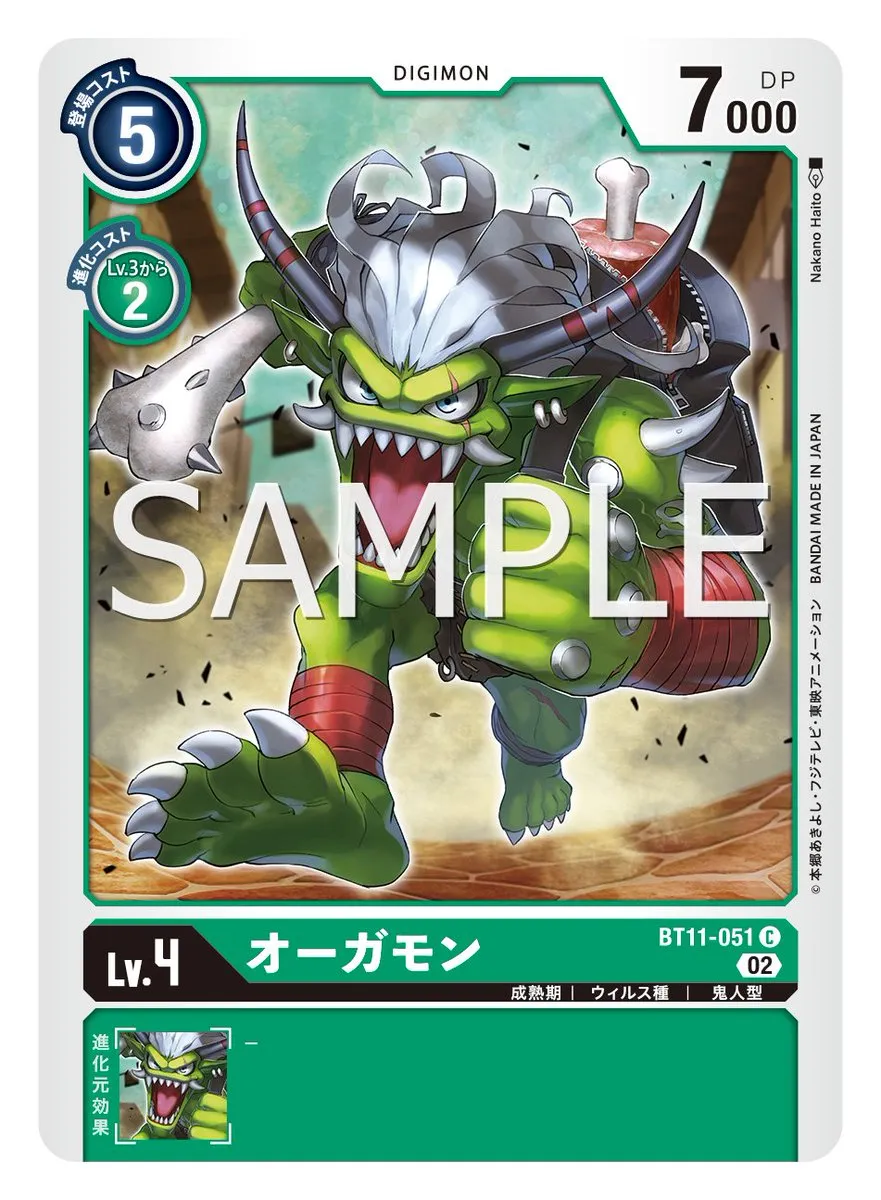 DIGIMON
登場コスト
5
7000
DP
進化コスト
Lv.3から
2
Nakano Haito
SAMPLE
© 本郷あきよし・フジテレビ・東映アニメーション BANDAI MADE IN JAPAN
Lv.4
オーガモン
BT11-051 C
02
成熟期 | ウィルス種 | 鬼人型
進化元効果
–